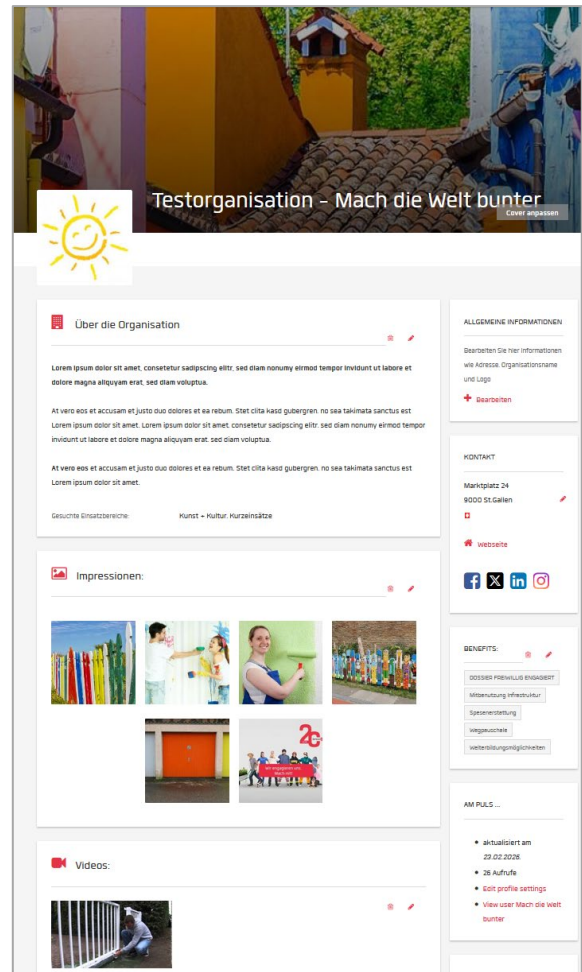 Testorganisation - Mach die Welt bunter
Cover anpassen
Über die Organisation
Lorem ipsum dolor sit amet, consetetur sadipscing elitr, sed diam nonumy eirmod tempor invidunt ut labore et
dolore magna aliquyam erat, sed diam voluptua.
At vero eos et accusam et justo duo dolores et ea rebum. Stet clita kasd gubergren, no sea takimata sanctus est
Lorem ipsum dolor sit amet. Lorem ipsum dolor sit amet, consetetur sadipscing elitr, sed diam nonumy eirmod tempor
invidunt ut labore et dolore magna aliquyam erat, sed diam voluptua.
At vero eos et accusam et justo duo dolores et ea rebum. Stet clita kasd gubergren, no sea takimata sanctus est
Lorem ipsum dolor sit amet.
Gesuchte Einsatzbereiche: Kunst + Kultur, Kurzeinsätze
Impressionen:
wir engagieren uns
Mach mit!
Videos:
ALLGEMEINE INFORMATIONEN
Bearbeiten Sie hier Informationen
wie Adresse, Organisationsname
und Logo
Bearbeiten
KONTAKT
Marktplatz 24
9000 St.Gallen
Webseite
BENEFITS:
DOSSIER FREIWILLIG ENGAGIERT
Mitbenutzung Infrastruktur
Spesenerstattung
Wegpauschale
Weiterbildungsmöglichkeiten
AM PULS ...
aktualisiert am
23.02.2026.
26 Aufrufe
Edit profile settings
View user Mach die Welt
bunter